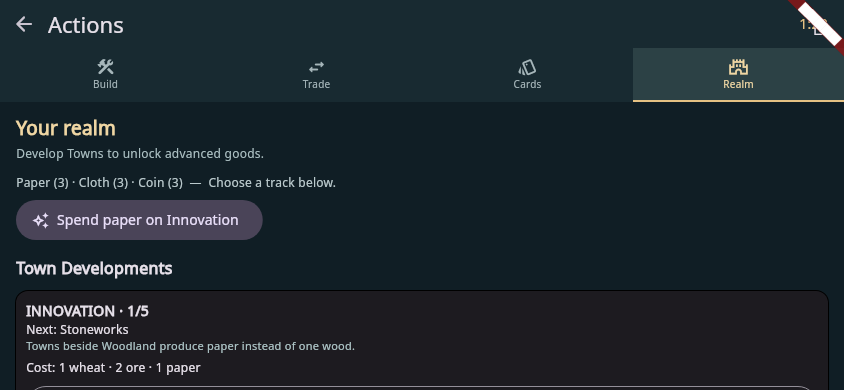 Actions
Build
Trade
Cards
Realm
Your realm
Develop Towns to unlock advanced goods.
Paper (3) · Cloth (3) · Coin (3) — Choose a track below.
Spend paper on Innovation
Town Developments
INNOVATION · 1/5
Next: Stoneworks
Towns beside Woodland produce paper instead of one wood.
Cost: 1 wheat · 2 ore · 1 paper